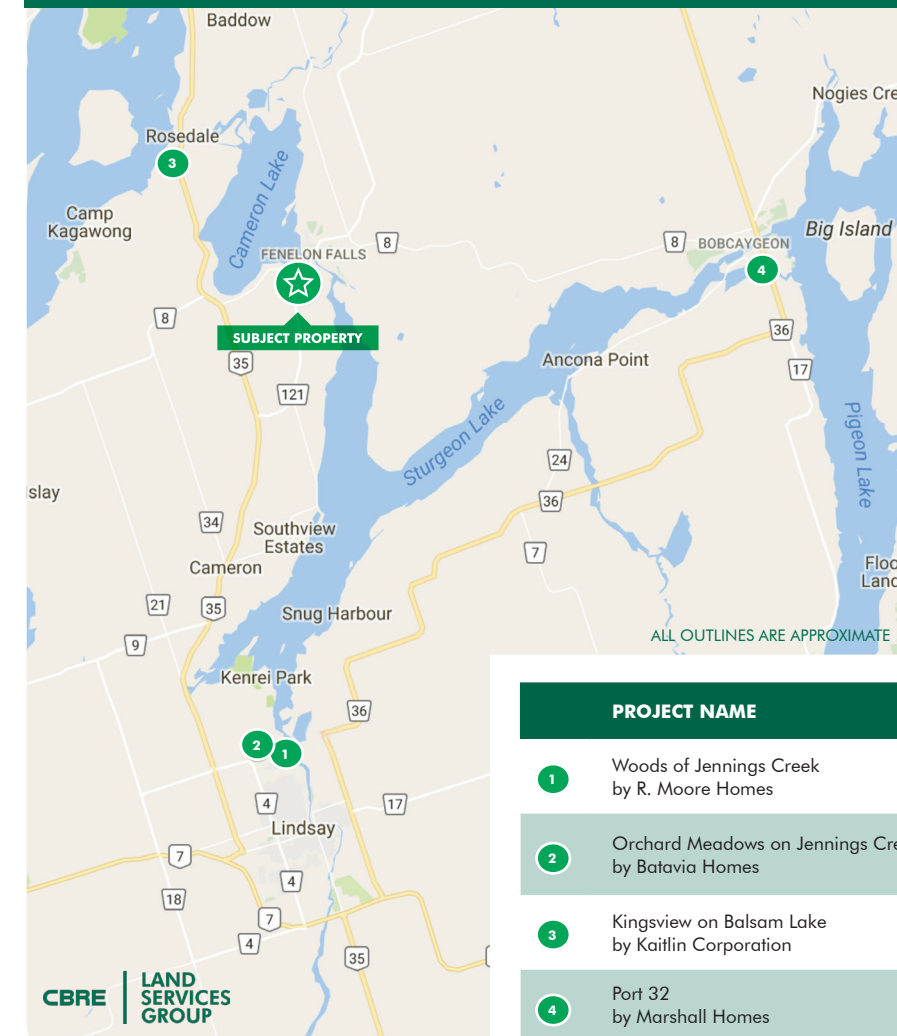 Baddow
Nogies Cre
Rosedale
3
Cameron Lake
Camp
Kagawong
Big Island
8
8
BOBCAYGEON
FENELON FALLS
4
8
SUBJECT PROPERTY
36
35
Ancona Point
17
121
Sturgeon Lake
Pigeon Lake
24
slay
36
34
Southview
Estates
7
Cameron
Floo
Land
21
35
Snug Harbour
9
ALL OUTLINES ARE APPROXIMATE
Kenrei Park
36
2
1
4
17
Lindsay
7
4
18
7
4
35
PROJECT NAME
1
Woods of Jennings Creek
by R. Moore Homes
2
Orchard Meadows on Jennings Cre
by Batavia Homes
3
Kingsview on Balsam Lake
by Kaitlin Corporation
4
Port 32
by Marshall Homes
CBRE
LAND
SERVICES
GROUP